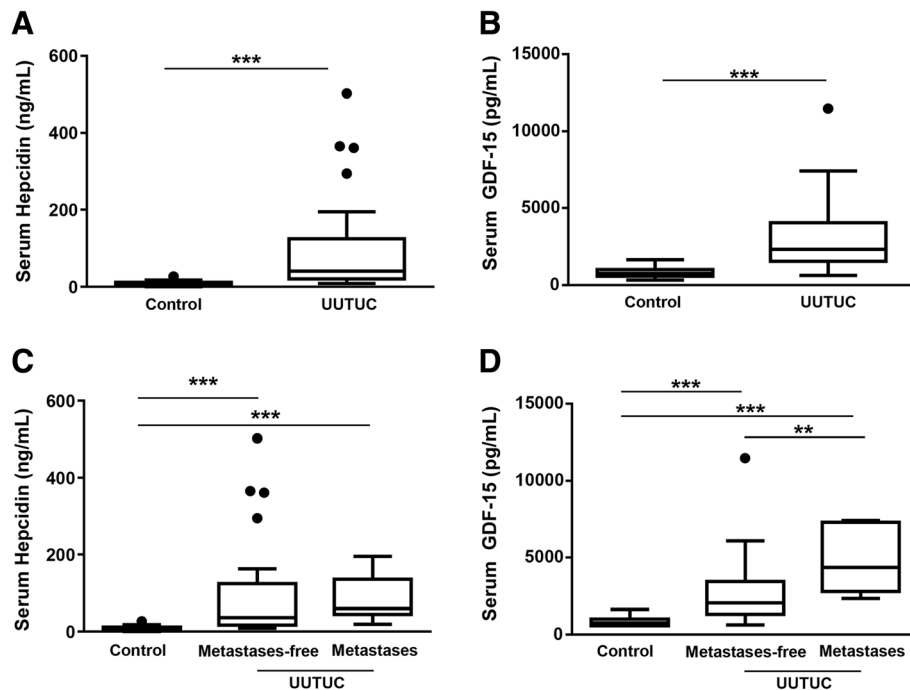 A
Serum Hepcidin (ng/mL)
600
400
200
0
***
Control
UUTUC
B
Serum GDF-15 (pg/mL)
15000
10000
5000
0
***
Control
UUTUC
C
Serum Hepcidin (ng/mL)
600
400
200
0
***
***
Control
Metastases-free
Metastases
UUTUC
D
Serum GDF-15 (pg/mL)
15000
10000
5000
0
***
***
**
Control
Metastases-free
Metastases
UUTUC